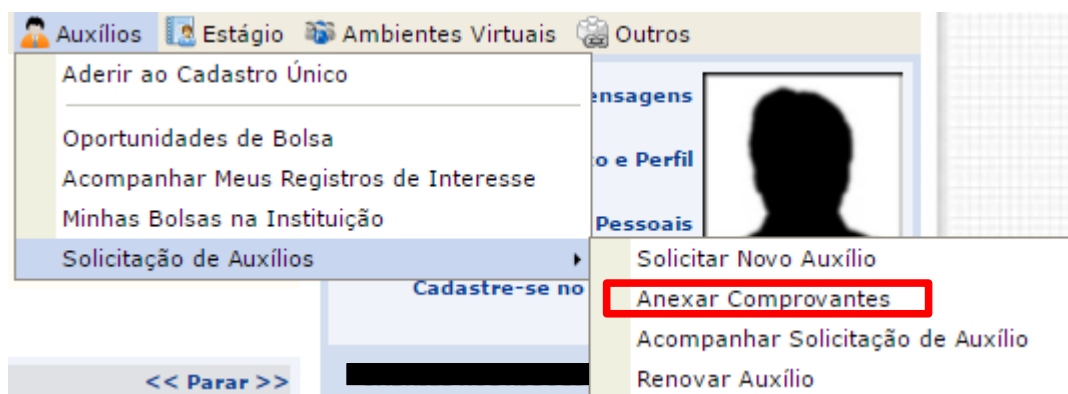 Auxílios Estágio Ambientes Virtuais Outros
Aderir ao Cadastro Único
ensagens
Oportunidades de Bolsa
o e Perfil
Acompanhar Meus Registros de Interesse
Minhas Bolsas na Instituição
Pessoais
Solicitação de Auxílios
Solicitar Novo Auxílio
Cadastre-se no
Anexar Comprovantes
Acompanhar Solicitação de Auxílio
<< Parar >>
Renovar Auxílio